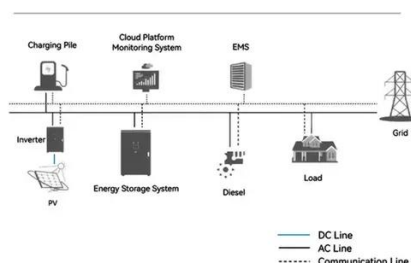 Charging Pile
Cloud Platform
Monitoring System
EMS
Grid
Inverter
PV
Energy Storage System
Diesel
Load
DC Line
AC Line
Communication Line